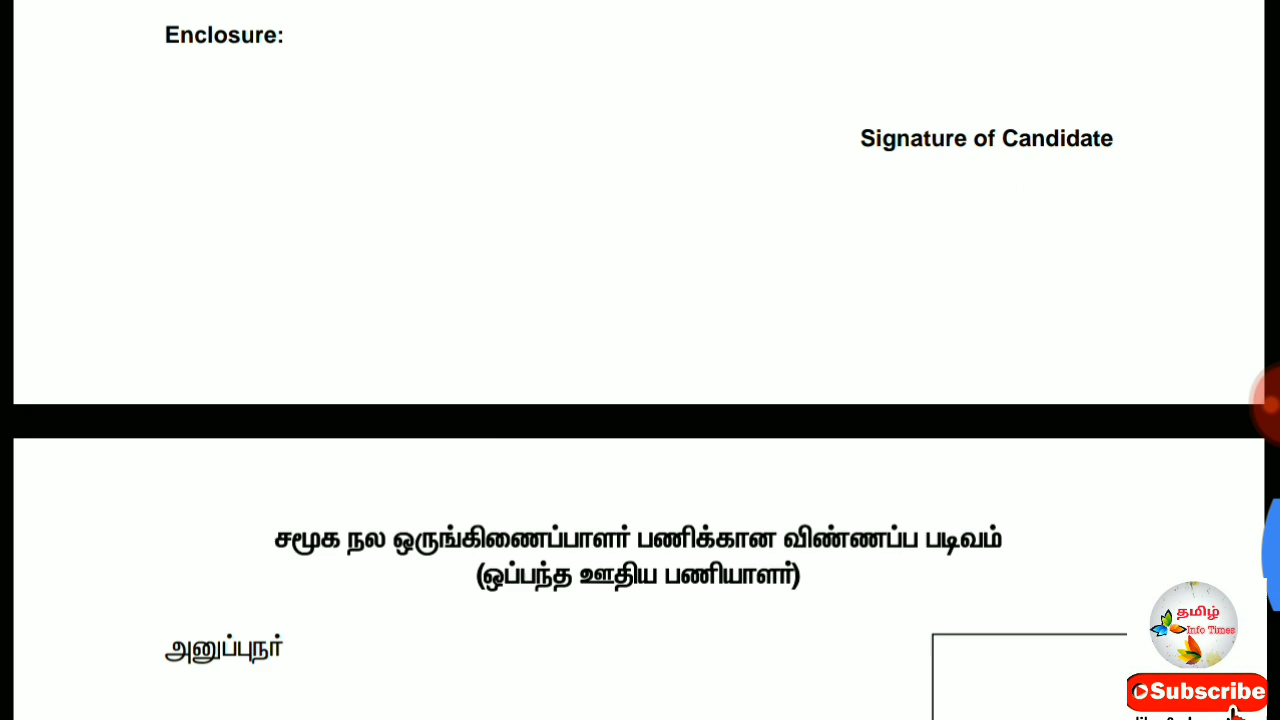 Enclosure:
Signature of Candidate
சமூக நல ஒருங்கிணைப்பாளர் பணிக்கான விண்ணப்ப படிவம்
(ஒப்பந்த ஊதிய பணியாளர்)
அனுப்புநர்
தமிழ்
Info Times
Subscribe